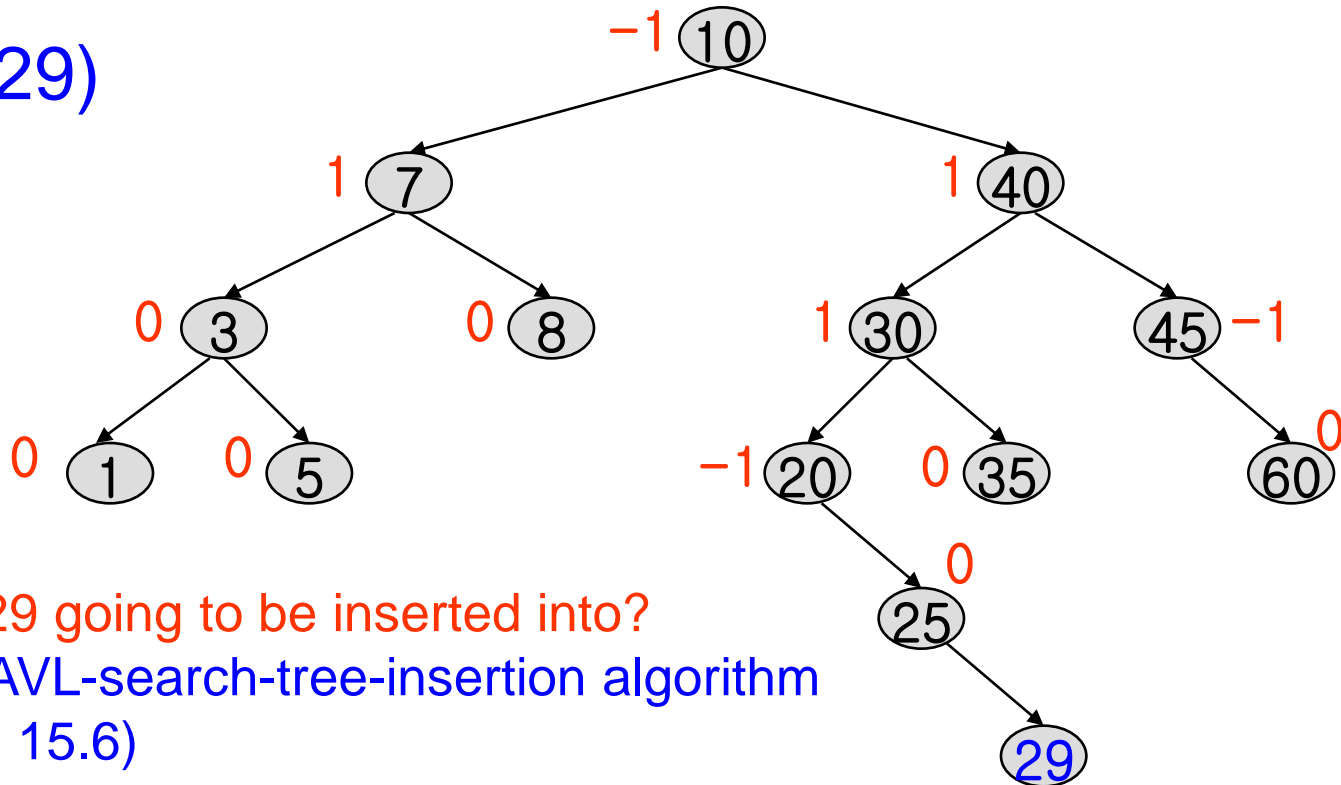 -1 10
29)
1 7 1 40
0 3 0 8 1 30 45 -1
0 1 0 5 -1 20 0 35 60 0
0
25
29 going to be inserted into?
AVL-search-tree-insertion algorithm
15.6)
29